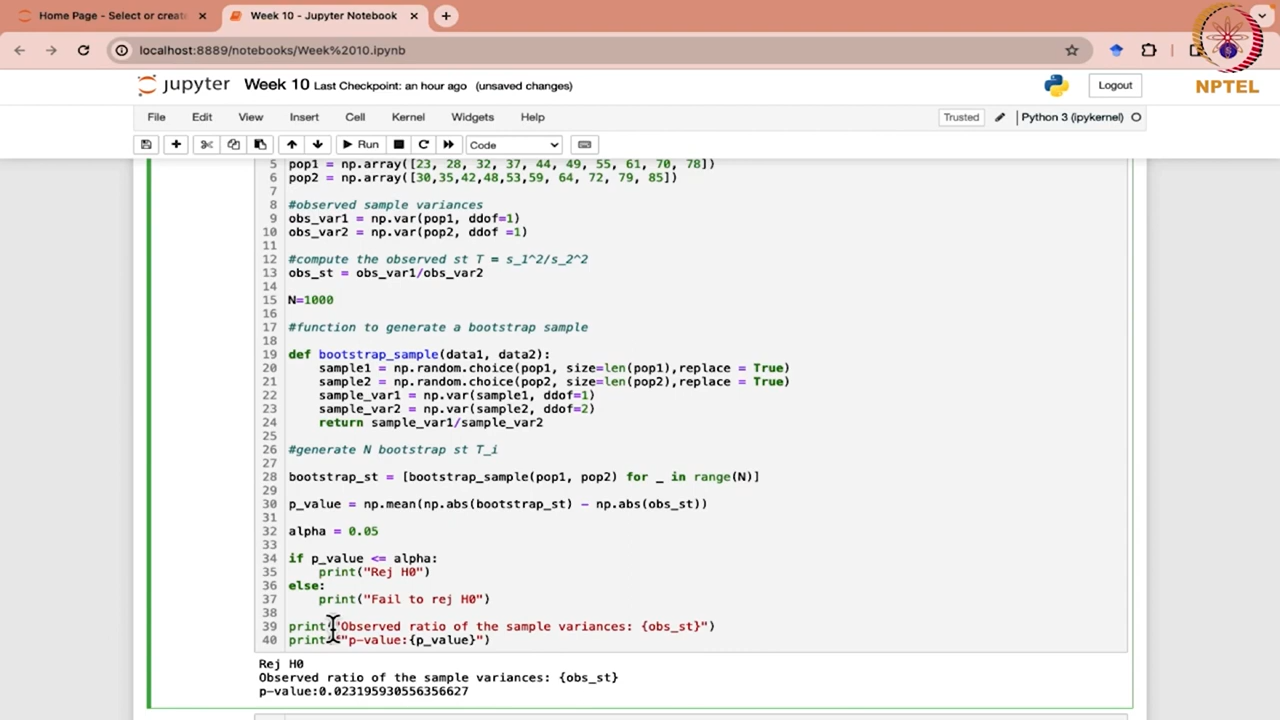 Home Page - Select or creat
Week 10 - Jupyter Notebook
localhost:8889/notebooks/Week%2010.ipynb
NPTEL
jupyter Week 10 Last Checkpoint: an hour ago (unsaved changes)
Logout
File Edit View Insert Cell Kernel Widgets Help
Trusted
Python 3 (ipykernel)
Run
Code
5 pop1 = np.array([23, 28, 32, 37, 44, 49, 55, 61, 70, 78])
6 pop2 = np.array([30,35,42,48,53,59, 64, 72, 79, 85])
7
8 #observed sample variances
9 obs_var1 = np.var(pop1, ddof=1)
10 obs_var2 = np.var(pop2, ddof =1)
11
12 #compute the observed st T = s_1^2/s_2^2
13 obs_st = obs_var1/obs_var2
14
15 N=1000
16
17 #function to generate a bootstrap sample
18
19 def bootstrap_sample(data1, data2):
20     sample1 = np.random.choice(pop1, size=len(pop1),replace = True)
21     sample2 = np.random.choice(pop2, size=len(pop2),replace = True)
22     sample_var1 = np.var(sample1, ddof=1)
23     sample_var2 = np.var(sample2, ddof=2)
24     return sample_var1/sample_var2
25
26 #generate N bootstrap st T_i
27
28 bootstrap_st = [bootstrap_sample(pop1, pop2) for _ in range(N)]
29
30 p_value = np.mean(np.abs(bootstrap_st) - np.abs(obs_st))
31
32 alpha = 0.05
33
34 if p_value <= alpha:
35     print("Rej H0")
36 else:
37     print("Fail to rej H0")
38
39 print("Observed ratio of the sample variances: {obs_st}")
40 print "p-value:{p_value}")
Rej H0
Observed ratio of the sample variances: {obs_st}
p-value:0.023195930556356627